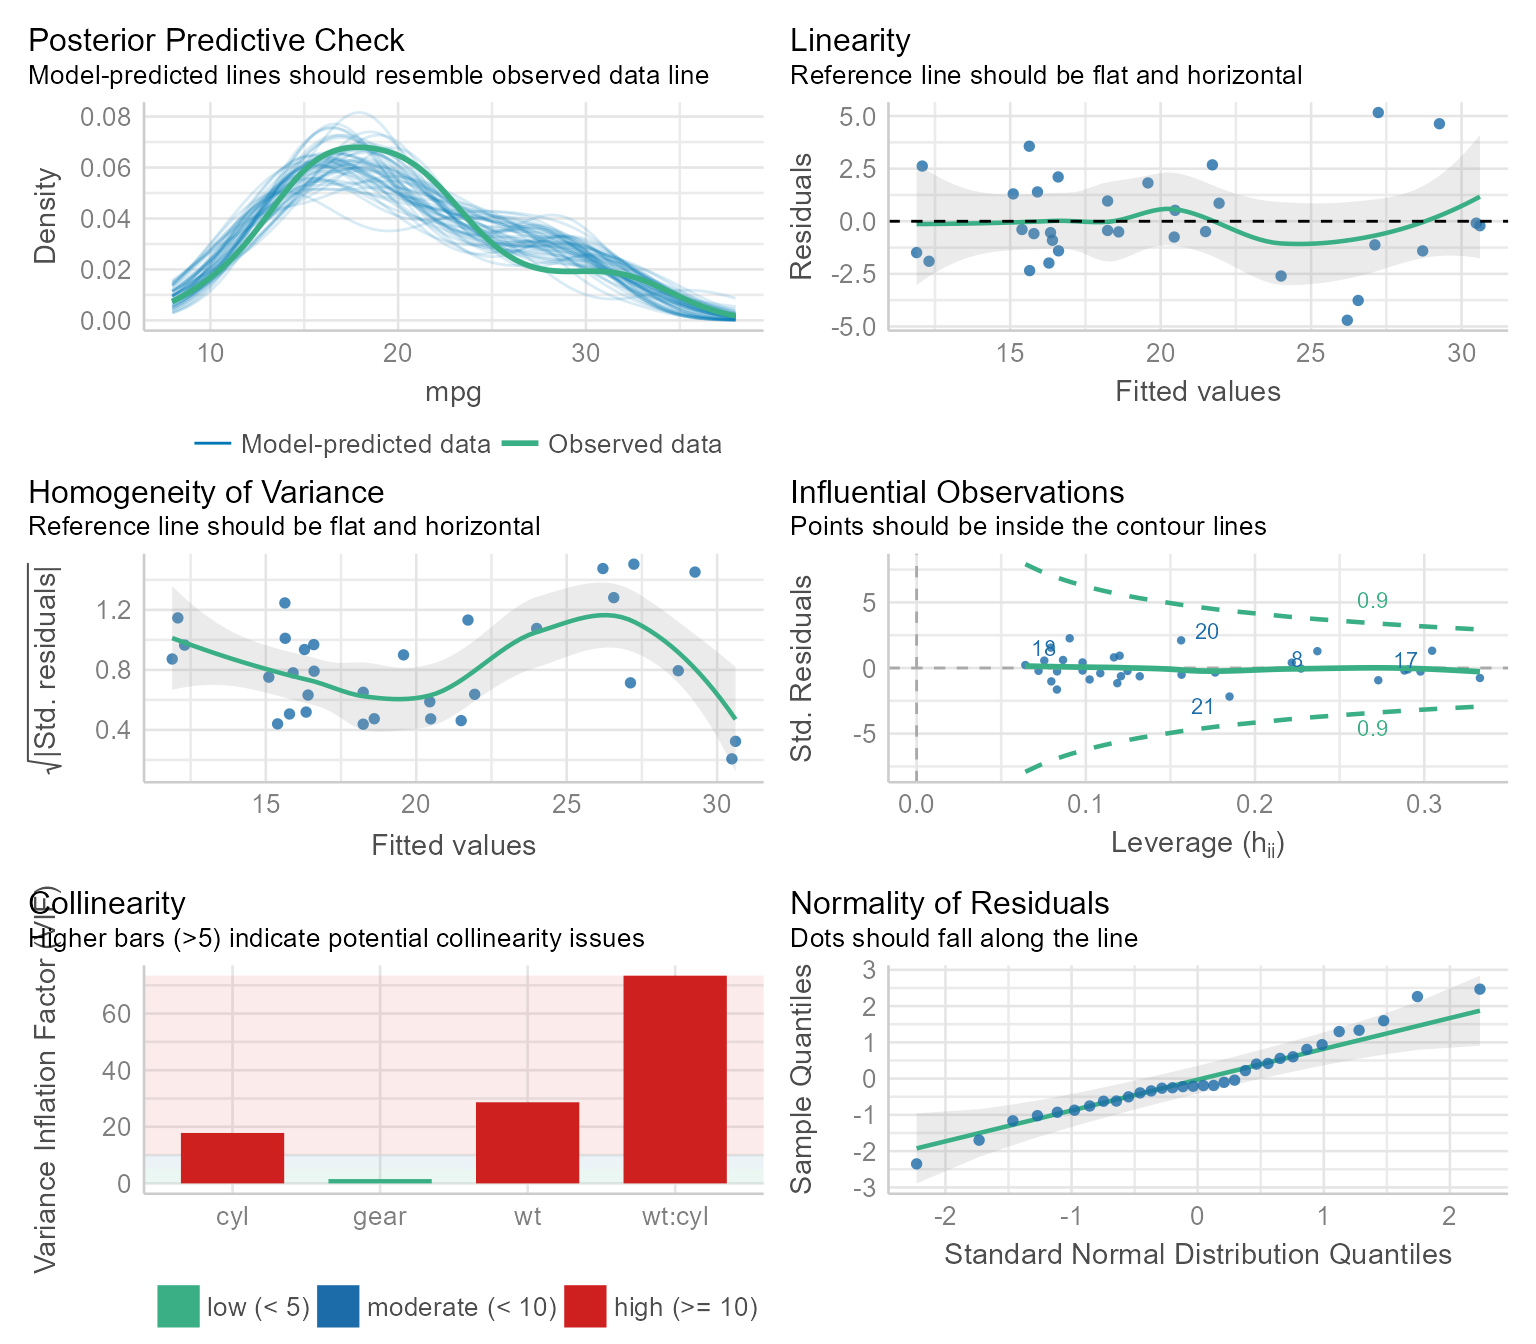 Posterior Predictive Check
Model-predicted lines should resemble observed data line
Density
0.08
0.06
0.04
0.02
0.00
10 20 30
mpg
Model-predicted data Observed data
Linearity
Reference line should be flat and horizontal
Residuals
5.0
2.5
0.0
-2.5
-5.0
15 20 25 30
Fitted values
Homogeneity of Variance
Reference line should be flat and horizontal
√|Std. residuals|
1.2
0.8
0.4
15 20 25 30
Fitted values
Influential Observations
Points should be inside the contour lines
Std. Residuals
5
0
-5
0.9
20
18
8
17
21
0.9
0.0 0.1 0.2 0.3
Leverage (hii)
Collinearity
Higher bars (>5) indicate potential collinearity issues
Variance Inflation Factor (VIF)
60
40
20
0
cyl gear wt wt:cyl
low (< 5) moderate (< 10) high (>= 10)
Normality of Residuals
Dots should fall along the line
Sample Quantiles
3
2
1
0
-1
-2
-3
-2 -1 0 1 2
Standard Normal Distribution Quantiles